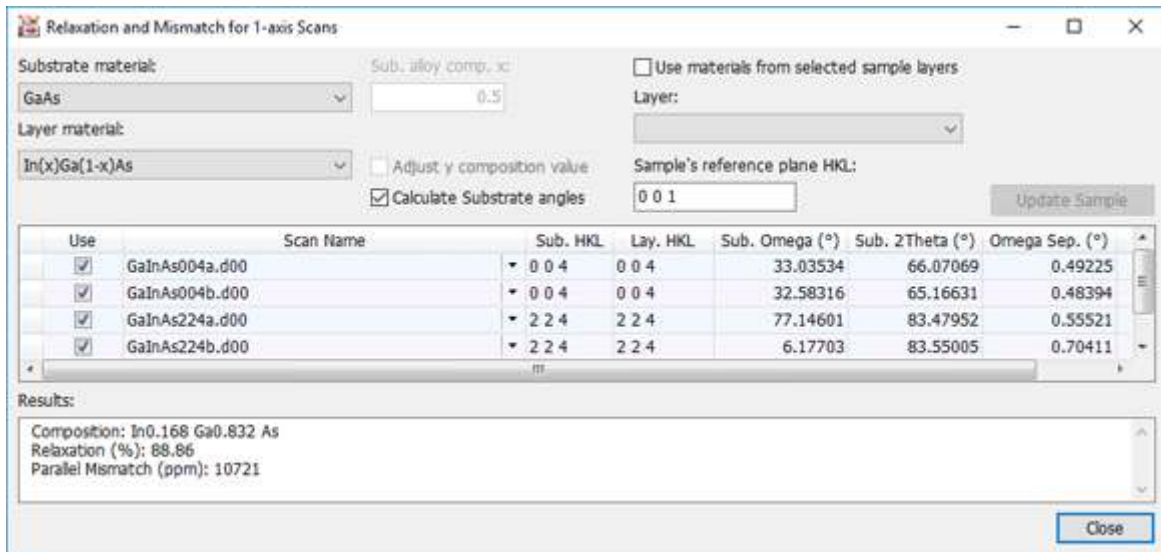 Relaxation and Mismatch for 1-axis Scans
Substrate material:
Sub. alloy comp. x:
Use materials from selected sample layers
GaAs
0.5
Layer:
Layer material:
In(x)Ga(1-x)As
Adjust y composition value
Sample's reference plane HKL:
Calculate Substrate angles
0 0 1
Update Sample
Use Scan Name Sub. HKL Lay. HKL Sub. Omega (°) Sub. 2Theta (°) Omega Sep. (°)
GaInAs004a.d00 0 0 4 0 0 4 33.03534 66.07069 0.49225
GaInAs004b.d00 0 0 4 0 0 4 32.58316 65.16631 0.48394
GaInAs224a.d00 2 2 4 2 2 4 77.14601 83.47952 0.55521
GaInAs224b.d00 2 2 4 2 2 4 6.17703 83.55005 0.70411
Results:
Composition: In0.168 Ga0.832 As
Relaxation (%): 88.86
Parallel Mismatch (ppm): 10721
Close